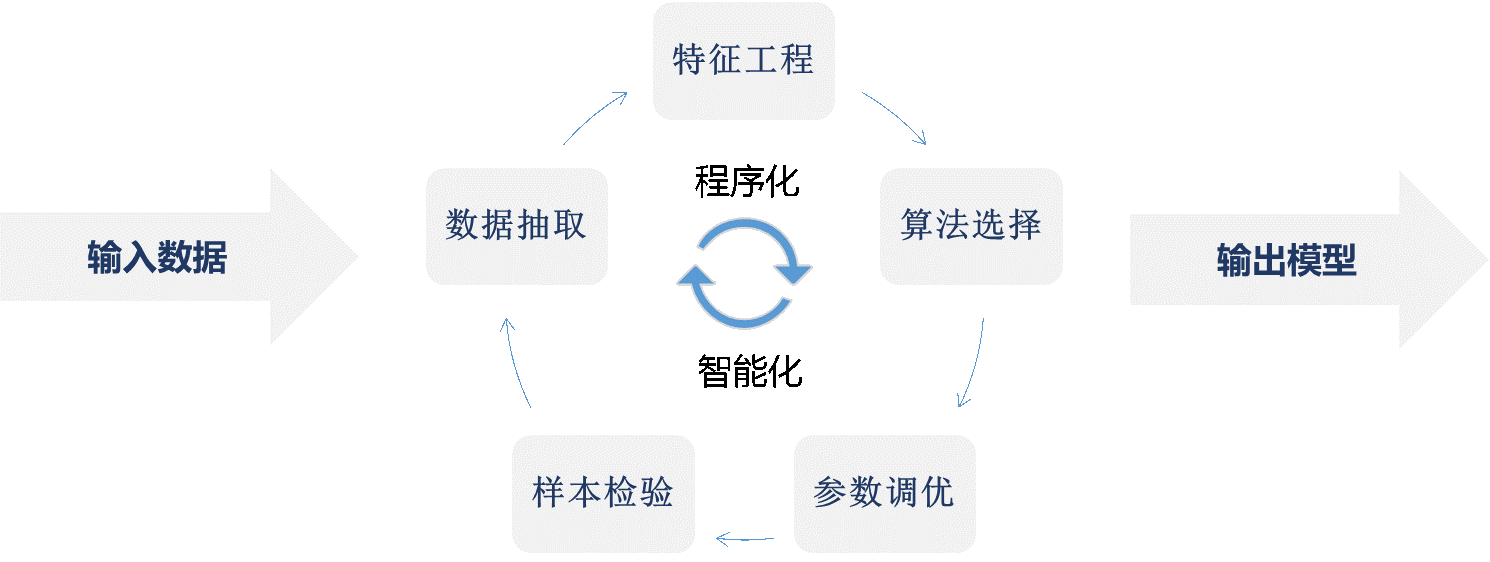 特征工程
程序化
数据抽取
算法选择
输入数据
输出模型
智能化
样本检验
参数调优